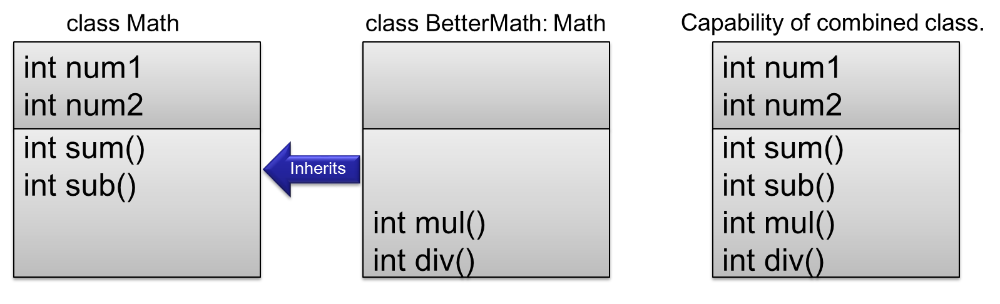 class Math
int num1
int num2
int sum()
int sub()
Inherits
class BetterMath: Math
int mul()
int div()
Capability of combined class.
int num1
int num2
int sum()
int sub()
int mul()
int div()